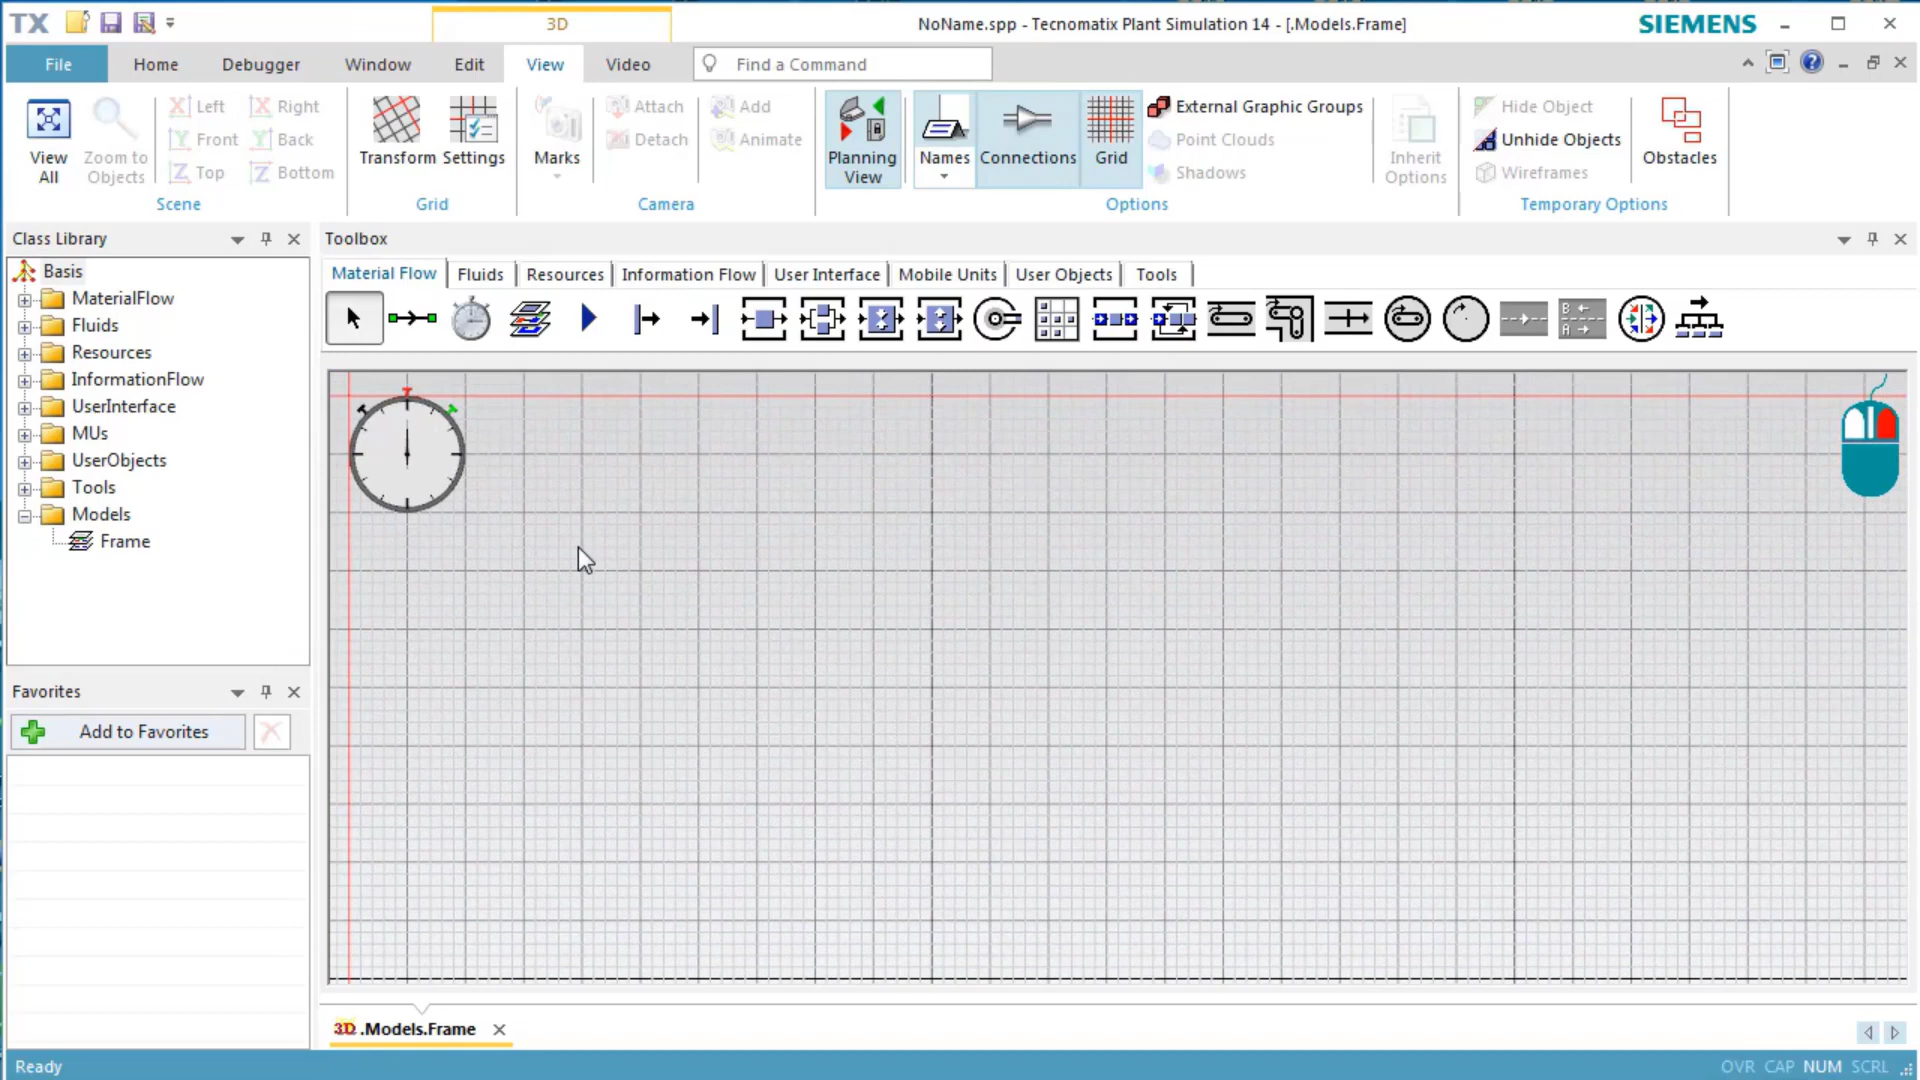 TX
3D
NoName.spp - Tecnomatix Plant Simulation 14 - [.Models.Frame]
SIEMENS
File Home Debugger Window Edit View Video Find a Command
View All
Zoom to Objects
Left Right
Front Back
Top Bottom
Scene
Transform Settings
Grid
Marks
Attach Add
Detach Animate
Camera
Planning View
Names Connections Grid
External Graphic Groups
Point Clouds
Shadows
Inherit Options
Options
Hide Object
Unhide Objects
Wireframes
Obstacles
Temporary Options
Class Library
Basis
MaterialFlow
Fluids
Resources
InformationFlow
UserInterface
MUs
UserObjects
Tools
Models
Frame
Favorites
Add to Favorites
Toolbox
Material Flow Fluids Resources Information Flow User Interface Mobile Units User Objects Tools
B
A
3D .Models.Frame
Ready
OVR CAP NUM SCRL